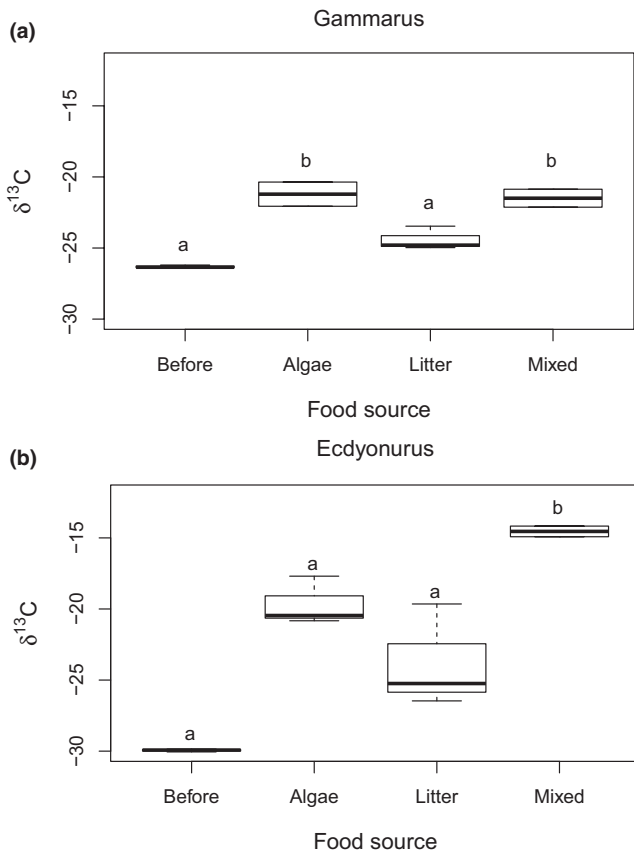 (a)
Gammarus
δ¹³C
−15
−20
−25
−30
a
b
a
b
Before Algae Litter Mixed
Food source
(b)
Ecdyonurus
δ¹³C
−15
−20
−25
−30
a
a
a
b
Before Algae Litter Mixed
Food source